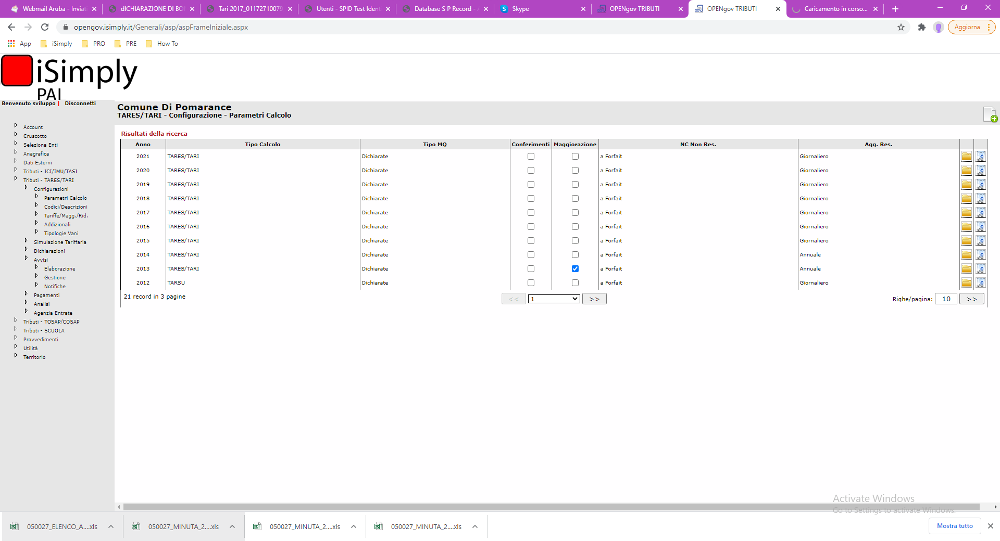 Webmail Aruba - Inviat
dICHIARAZIONE DI BO
Tari 2017_01172710079
Utenti - SPID Test Ident
Database S P Record -
Skype
OPENgov TRIBUTI
OPENgov TRIBUTI
Caricamento in corso...
opengov.isimply.it/Generali/asp/aspFrameIniziale.aspx
Aggiorna
App
iSimply
PRO
PRE
How To
iSimply
PAI
Benvenuto sviluppo | Disconnetti
Comune Di Pomarance
TARES/TARI - Configurazione - Parametri Calcolo
Account
Cruscotto
Seleziona Enti
Anagrafica
Dati Esterni
Tributi - ICI/IMU/TASI
Tributi - TARES/TARI
Configurazioni
Parametri Calcolo
Codici/Descrizioni
Tariffe/Magg./Rid.
Addizionali
Tipologie Vani
Simulazione Tariffaria
Dichiarazioni
Avvisi
Elaborazione
Gestione
Notifiche
Pagamenti
Analisi
Agenzia Entrate
Tributi - TOSAP/COSAP
Tributi - SCUOLA
Provvedimenti
Utilità
Territorio
Risultati della ricerca
Anno Tipo Calcolo Tipo MQ Conferimenti Maggiorazione NC Non Res. Agg. Res.
2021 TARES/TARI Dichiarate a Forfait Giornaliero
2020 TARES/TARI Dichiarate a Forfait Giornaliero
2019 TARES/TARI Dichiarate a Forfait Giornaliero
2018 TARES/TARI Dichiarate a Forfait Giornaliero
2017 TARES/TARI Dichiarate a Forfait Giornaliero
2016 TARES/TARI Dichiarate a Forfait Giornaliero
2015 TARES/TARI Dichiarate a Forfait Giornaliero
2014 TARES/TARI Dichiarate a Forfait Annuale
2013 TARES/TARI Dichiarate a Forfait Annuale
2012 TARSU Dichiarate a Forfait Giornaliero
21 record in 3 pagine << 1 >> Righe/pagina: 10 >>
Activate Windows
Go to Settings to activate Windows.
050027_ELENCO_A....xls
050027_MINUTA_2....xls
050027_MINUTA_2....xls
050027_MINUTA_2....xls
Mostra tutto